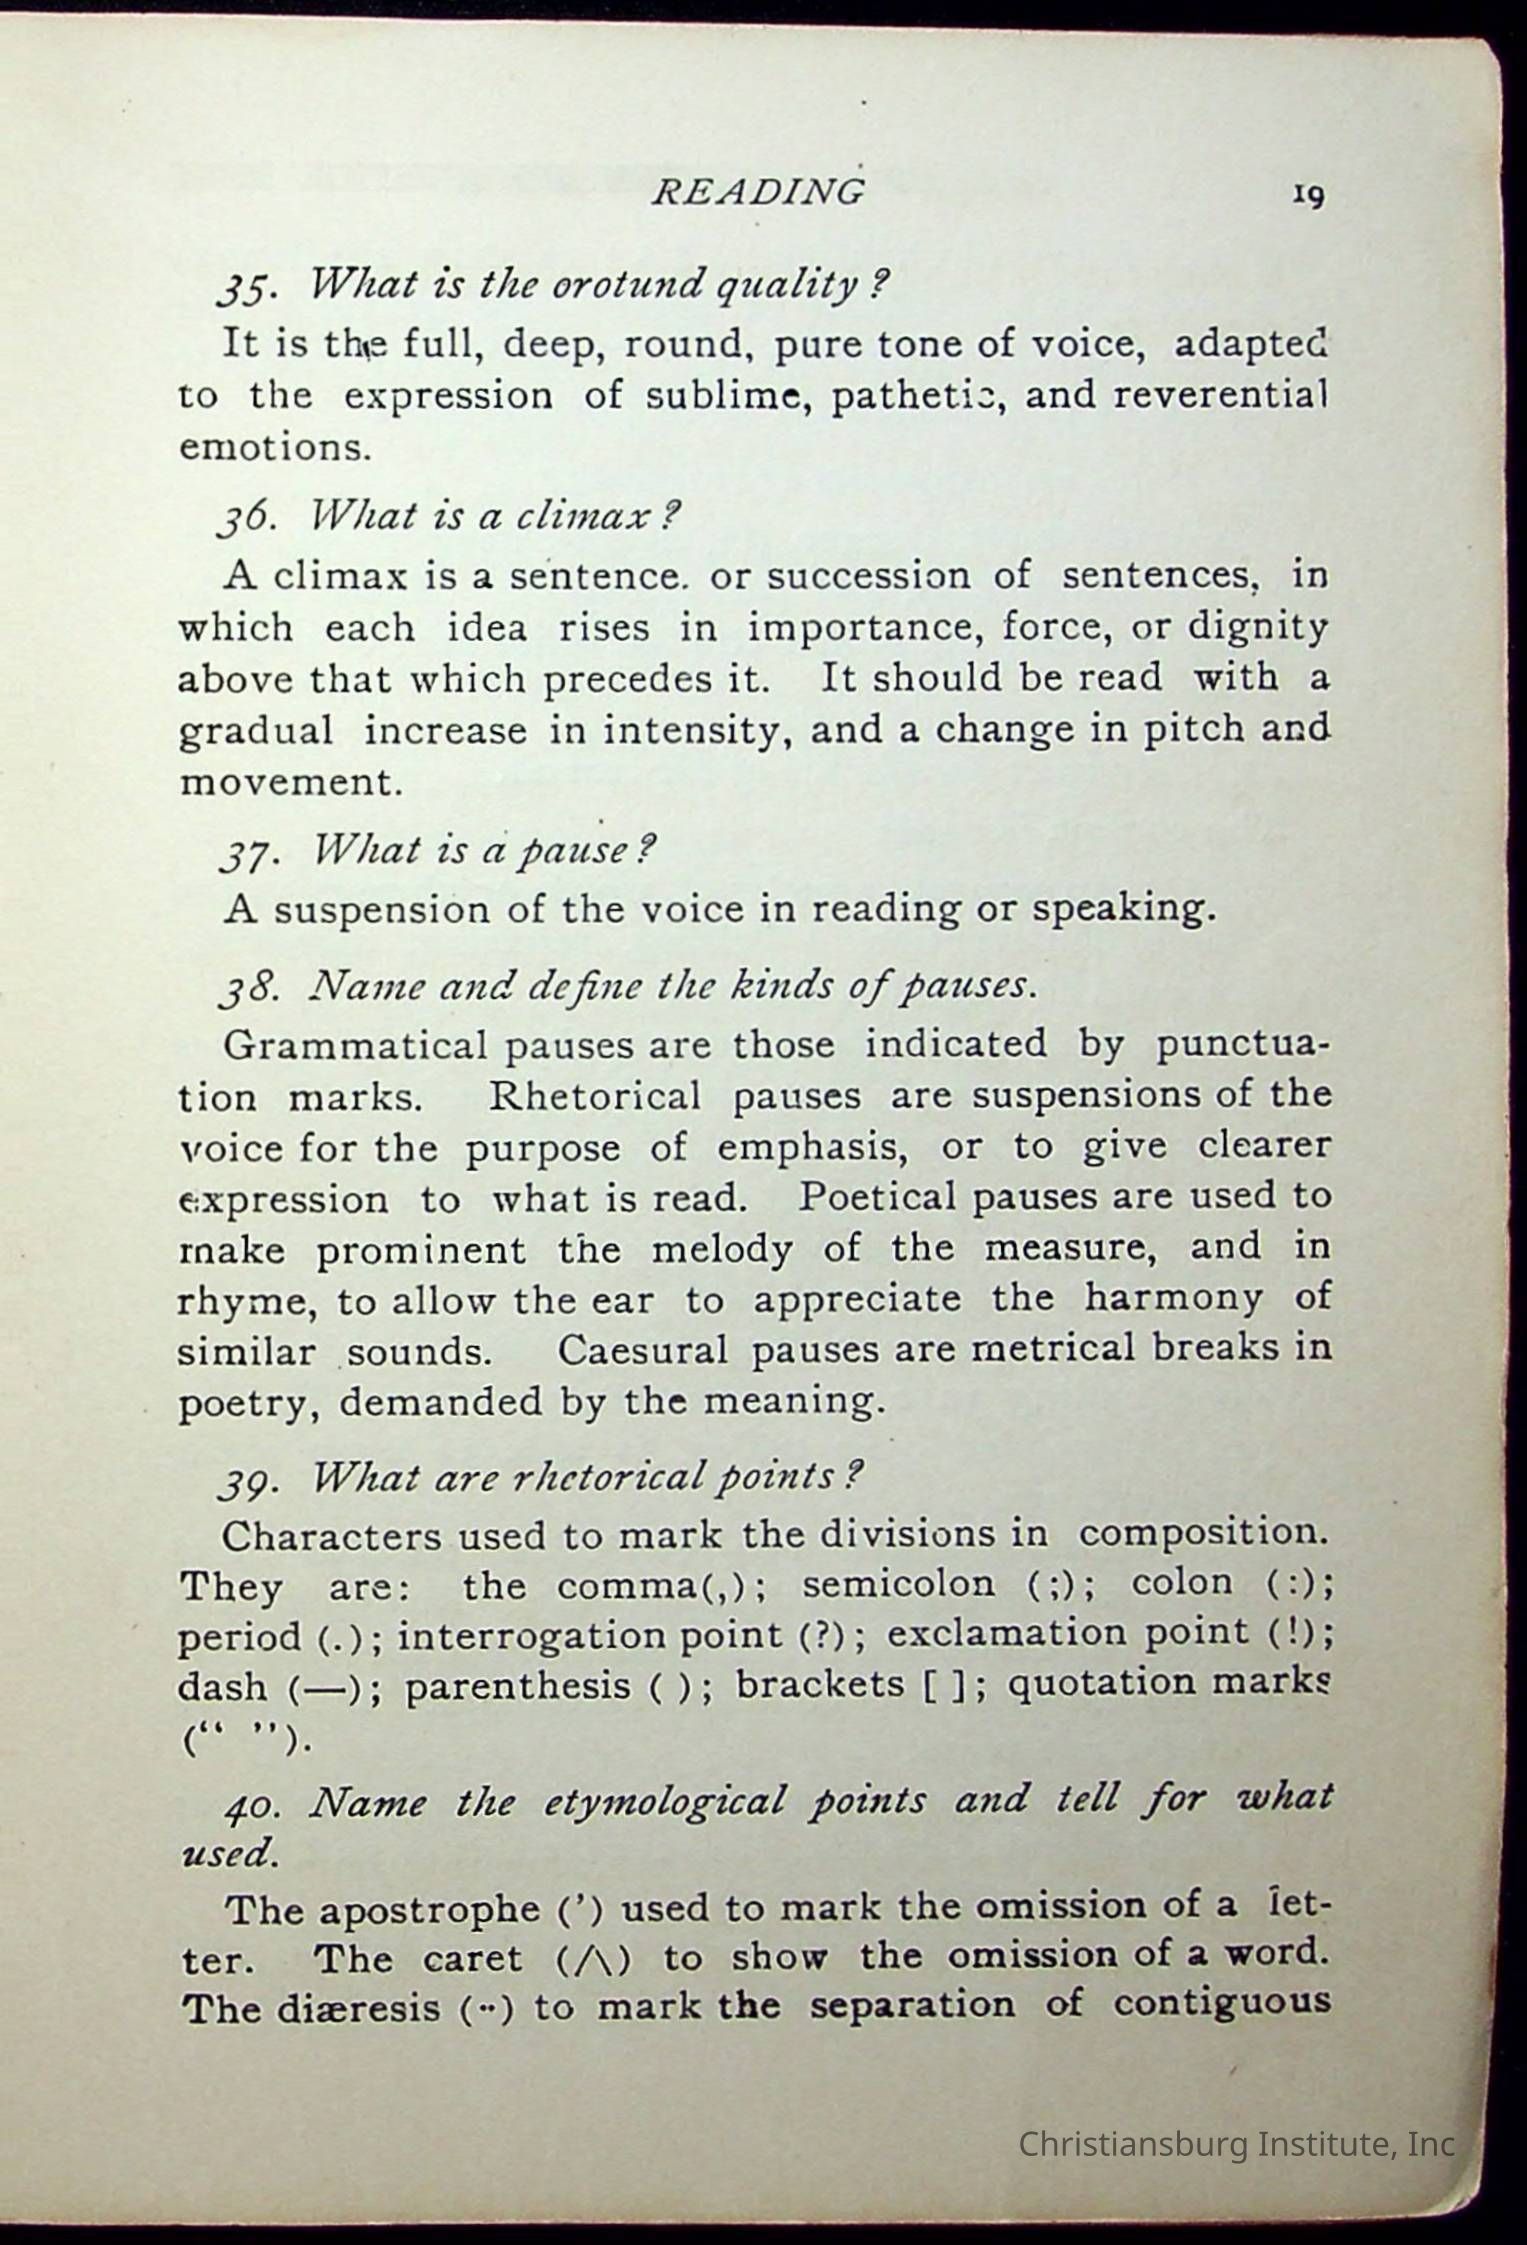 READING 19
35. What is the orotund quality?
It is the full, deep, round, pure tone of voice, adapted
to the expression of sublime, pathetic, and reverential
emotions.
36. What is a climax?
A climax is a sentence. or succession of sentences, in
which each idea rises in importance, force, or dignity
above that which precedes it. It should be read with a
gradual increase in intensity, and a change in pitch and
movement.
37. What is a pause?
A suspension of the voice in reading or speaking.
38. Name and define the kinds of pauses.
Grammatical pauses are those indicated by punctua-
tion marks. Rhetorical pauses are suspensions of the
voice for the purpose of emphasis, or to give clearer
expression to what is read. Poetical pauses are used to
make prominent the melody of the measure, and in
rhyme, to allow the ear to appreciate the harmony of
similar sounds. Caesural pauses are metrical breaks in
poetry, demanded by the meaning.
39. What are rhetorical points?
Characters used to mark the divisions in composition.
They are: the comma(,); semicolon (;); colon (:);
period (.); interrogation point (?); exclamation point (!);
dash (—); parenthesis ( ); brackets [ ]; quotation marks
(“ ”).
40. Name the etymological points and tell for what
used.
The apostrophe (’) used to mark the omission of a let-
ter. The caret (/\) to show the omission of a word.
The diæresis (··) to mark the separation of contiguous
Christiansburg Institute, Inc